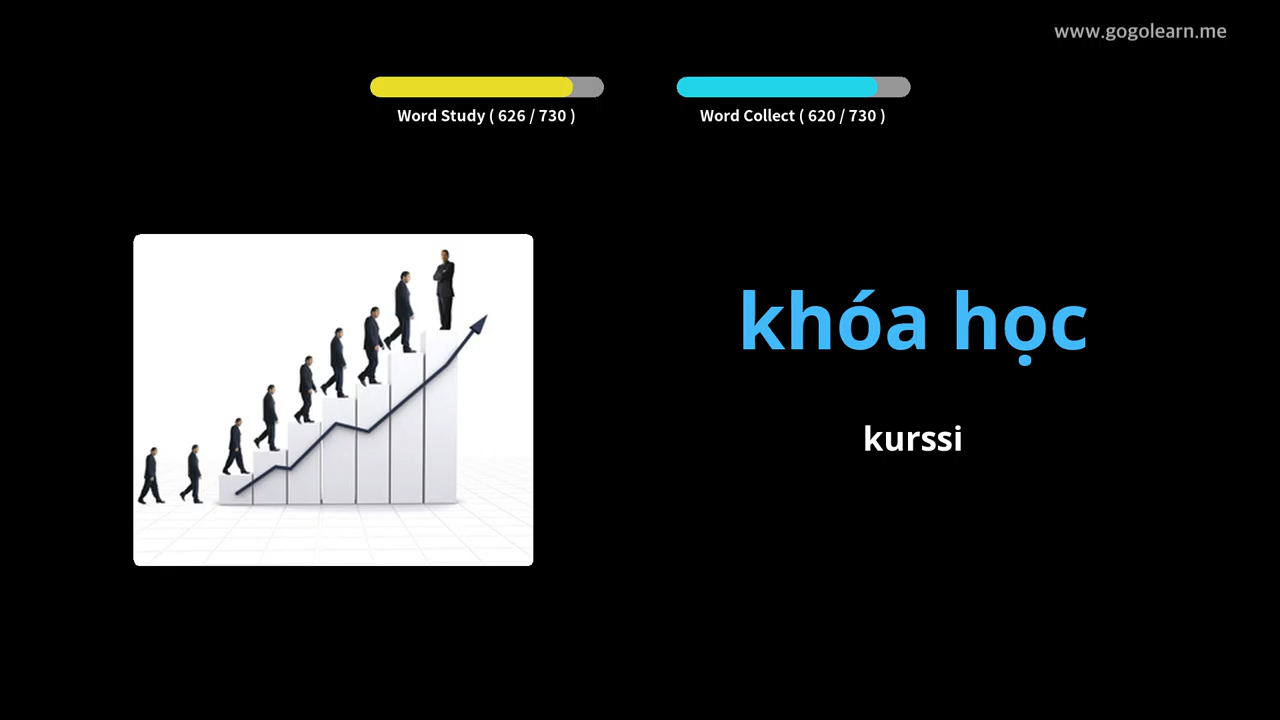 www.gogolearn.me
Word Study ( 626 / 730 )
Word Collect ( 620 / 730 )
khóa học
kurssi